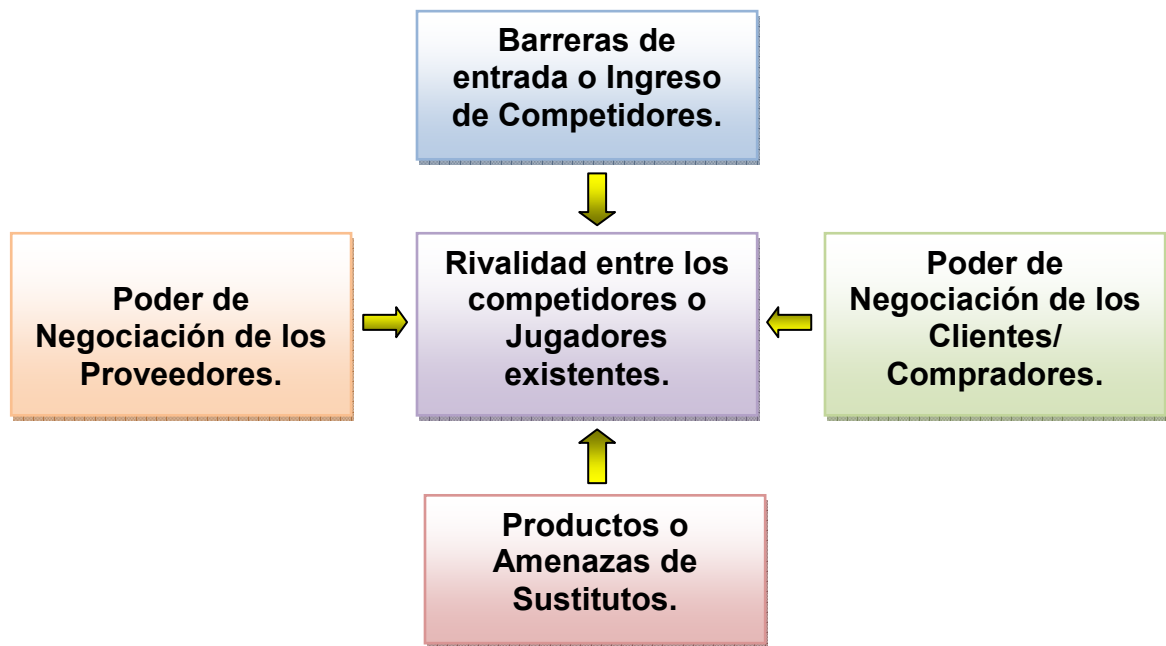 Barreras de
entrada o Ingreso
de Competidores.
Poder de
Negociación de los
Proveedores.
Rivalidad entre los
competidores o
Jugadores
existentes.
Poder de
Negociación de los
Clientes/
Compradores.
Productos o
Amenazas de
Sustitutos.